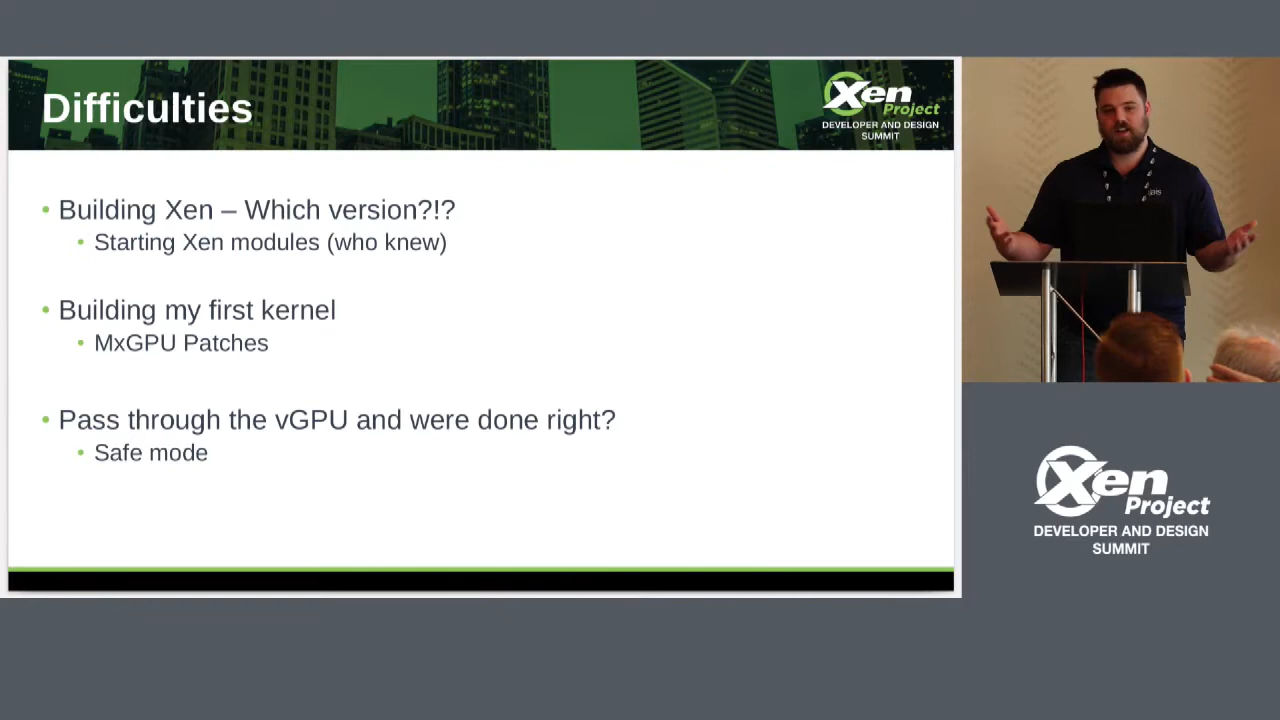 Difficulties
Xen
Project
DEVELOPER AND DESIGN
SUMMIT
• Building Xen – Which version?!?
• Starting Xen modules (who knew)
• Building my first kernel
• MxGPU Patches
• Pass through the vGPU and were done right?
• Safe mode
Xen
Project
DEVELOPER AND DESIGN
SUMMIT